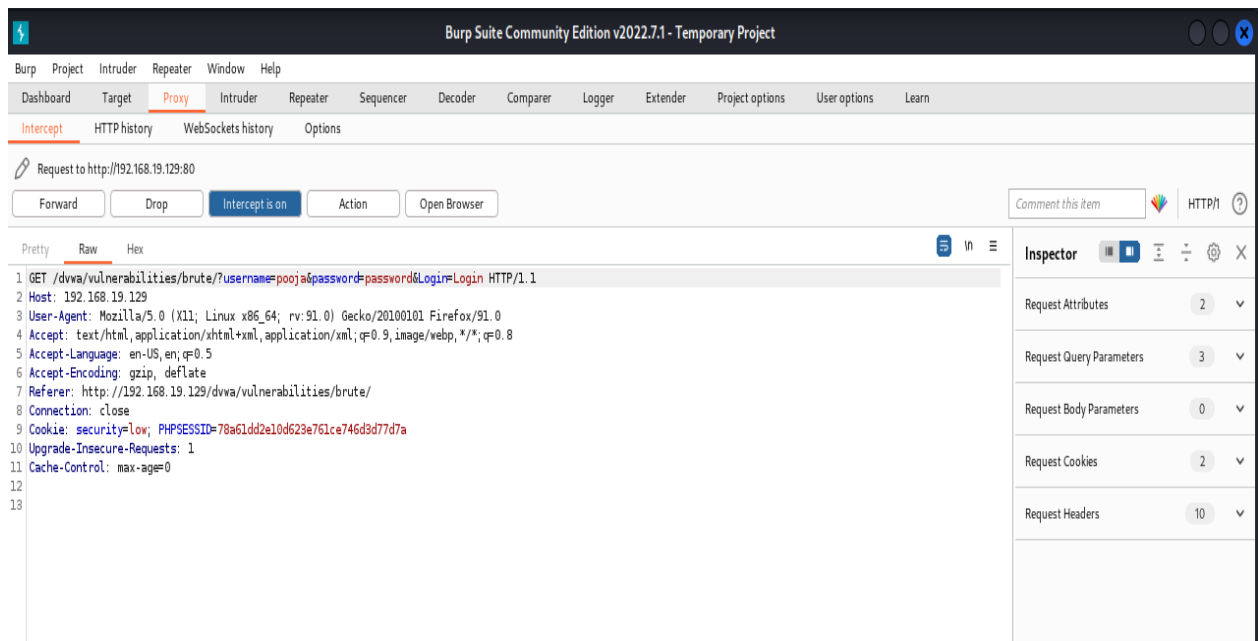 Burp Suite Community Edition v2022.7.1 - Temporary Project
Burp Project Intruder Repeater Window Help
Dashboard Target Proxy Intruder Repeater Sequencer Decoder Comparer Logger Extender Project options User options Learn
Intercept HTTP history WebSockets history Options
Request to http://192.168.19.129:80
Forward Drop Intercept is on Action Open Browser Comment this item HTTP/1 ?
Pretty Raw Hex \n Inspector
1 GET /dvwa/vulnerabilities/brute/?username=pooja&password=password&Login=Login HTTP/1.1
2 Host: 192.168.19.129
3 User-Agent: Mozilla/5.0 (X11; Linux x86_64; rv:91.0) Gecko/20100101 Firefox/91.0
4 Accept: text/html,application/xhtml+xml,application/xml;q=0.9,image/webp,*/*;q=0.8
5 Accept-Language: en-US,en;q=0.5
6 Accept-Encoding: gzip, deflate
7 Referer: http://192.168.19.129/dvwa/vulnerabilities/brute/
8 Connection: close
9 Cookie: security=low; PHPSESSID=78a61dd2e10d623e761ce746d3d77d7a
10 Upgrade-Insecure-Requests: 1
11 Cache-Control: max-age=0
12
13
Request Attributes 2
Request Query Parameters 3
Request Body Parameters 0
Request Cookies 2
Request Headers 10